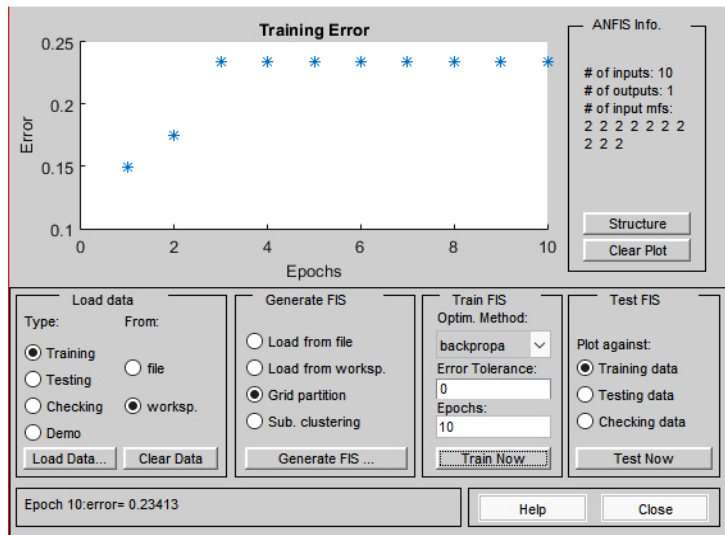 Training Error
0.25
0.2
0.15
0.1
Error
0 2 4 6 8 10
Epochs
ANFIS Info.
# of inputs: 10
# of outputs: 1
# of input mfs:
2 2 2 2 2 2 2
2 2 2
Structure
Clear Plot
Load data
Type: From:
Training
Testing
Checking
Demo
file
worksp.
Load Data... Clear Data
Generate FIS
Load from file
Load from worksp.
Grid partition
Sub. clustering
Generate FIS ...
Train FIS
Optim. Method:
backpropa
Error Tolerance:
0
Epochs:
10
Train Now
Test FIS
Plot against:
Training data
Testing data
Checking data
Test Now
Epoch 10:error= 0.23413
Help
Close